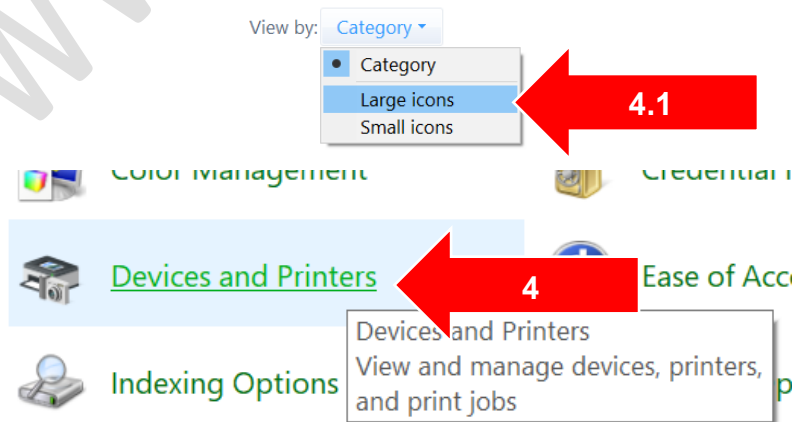 View by: Category
Category
Large icons
4.1
Small icons
Color Management
Devices and Printers
4
Ease of Acc
Devices and Printers
View and manage devices, printers,
and print jobs
Indexing Options